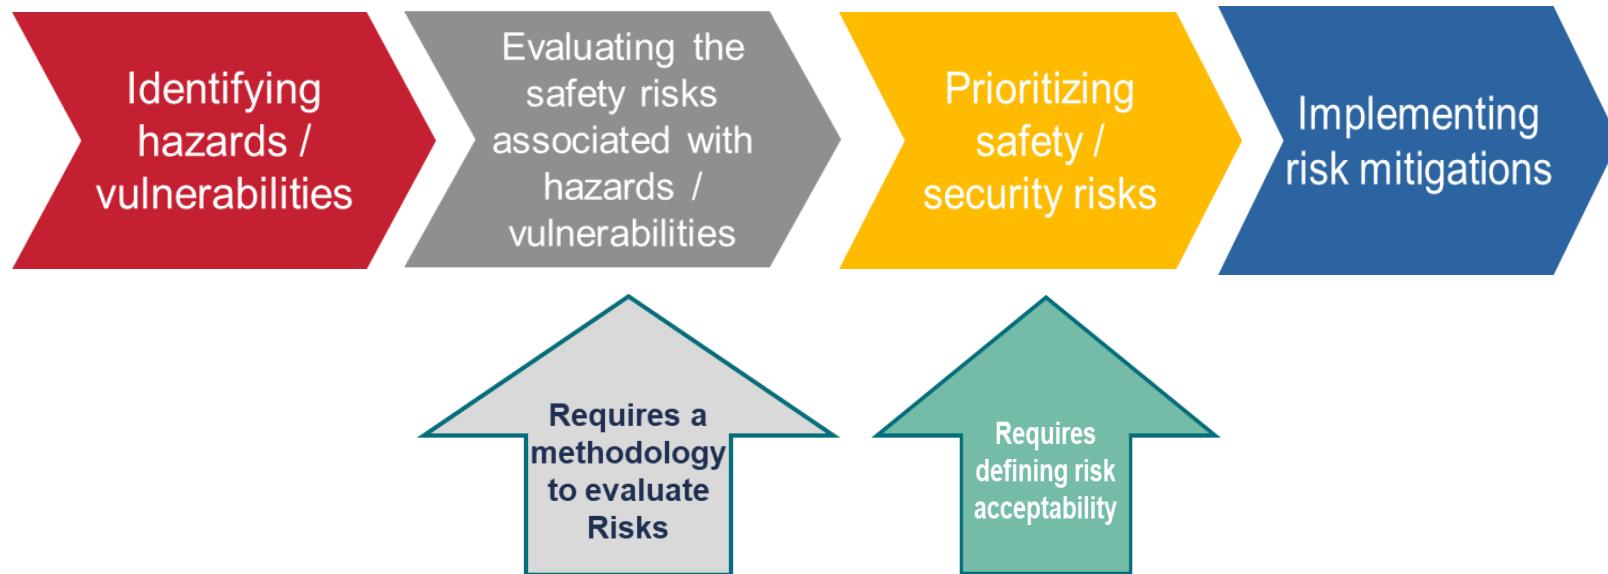 Identifying
hazards /
vulnerabilities
Evaluating the
safety risks
associated with
hazards /
vulnerabilities
Prioritizing
safety /
security risks
Implementing
risk mitigations
Requires a
methodology
to evaluate
Risks
Requires
defining risk
acceptability